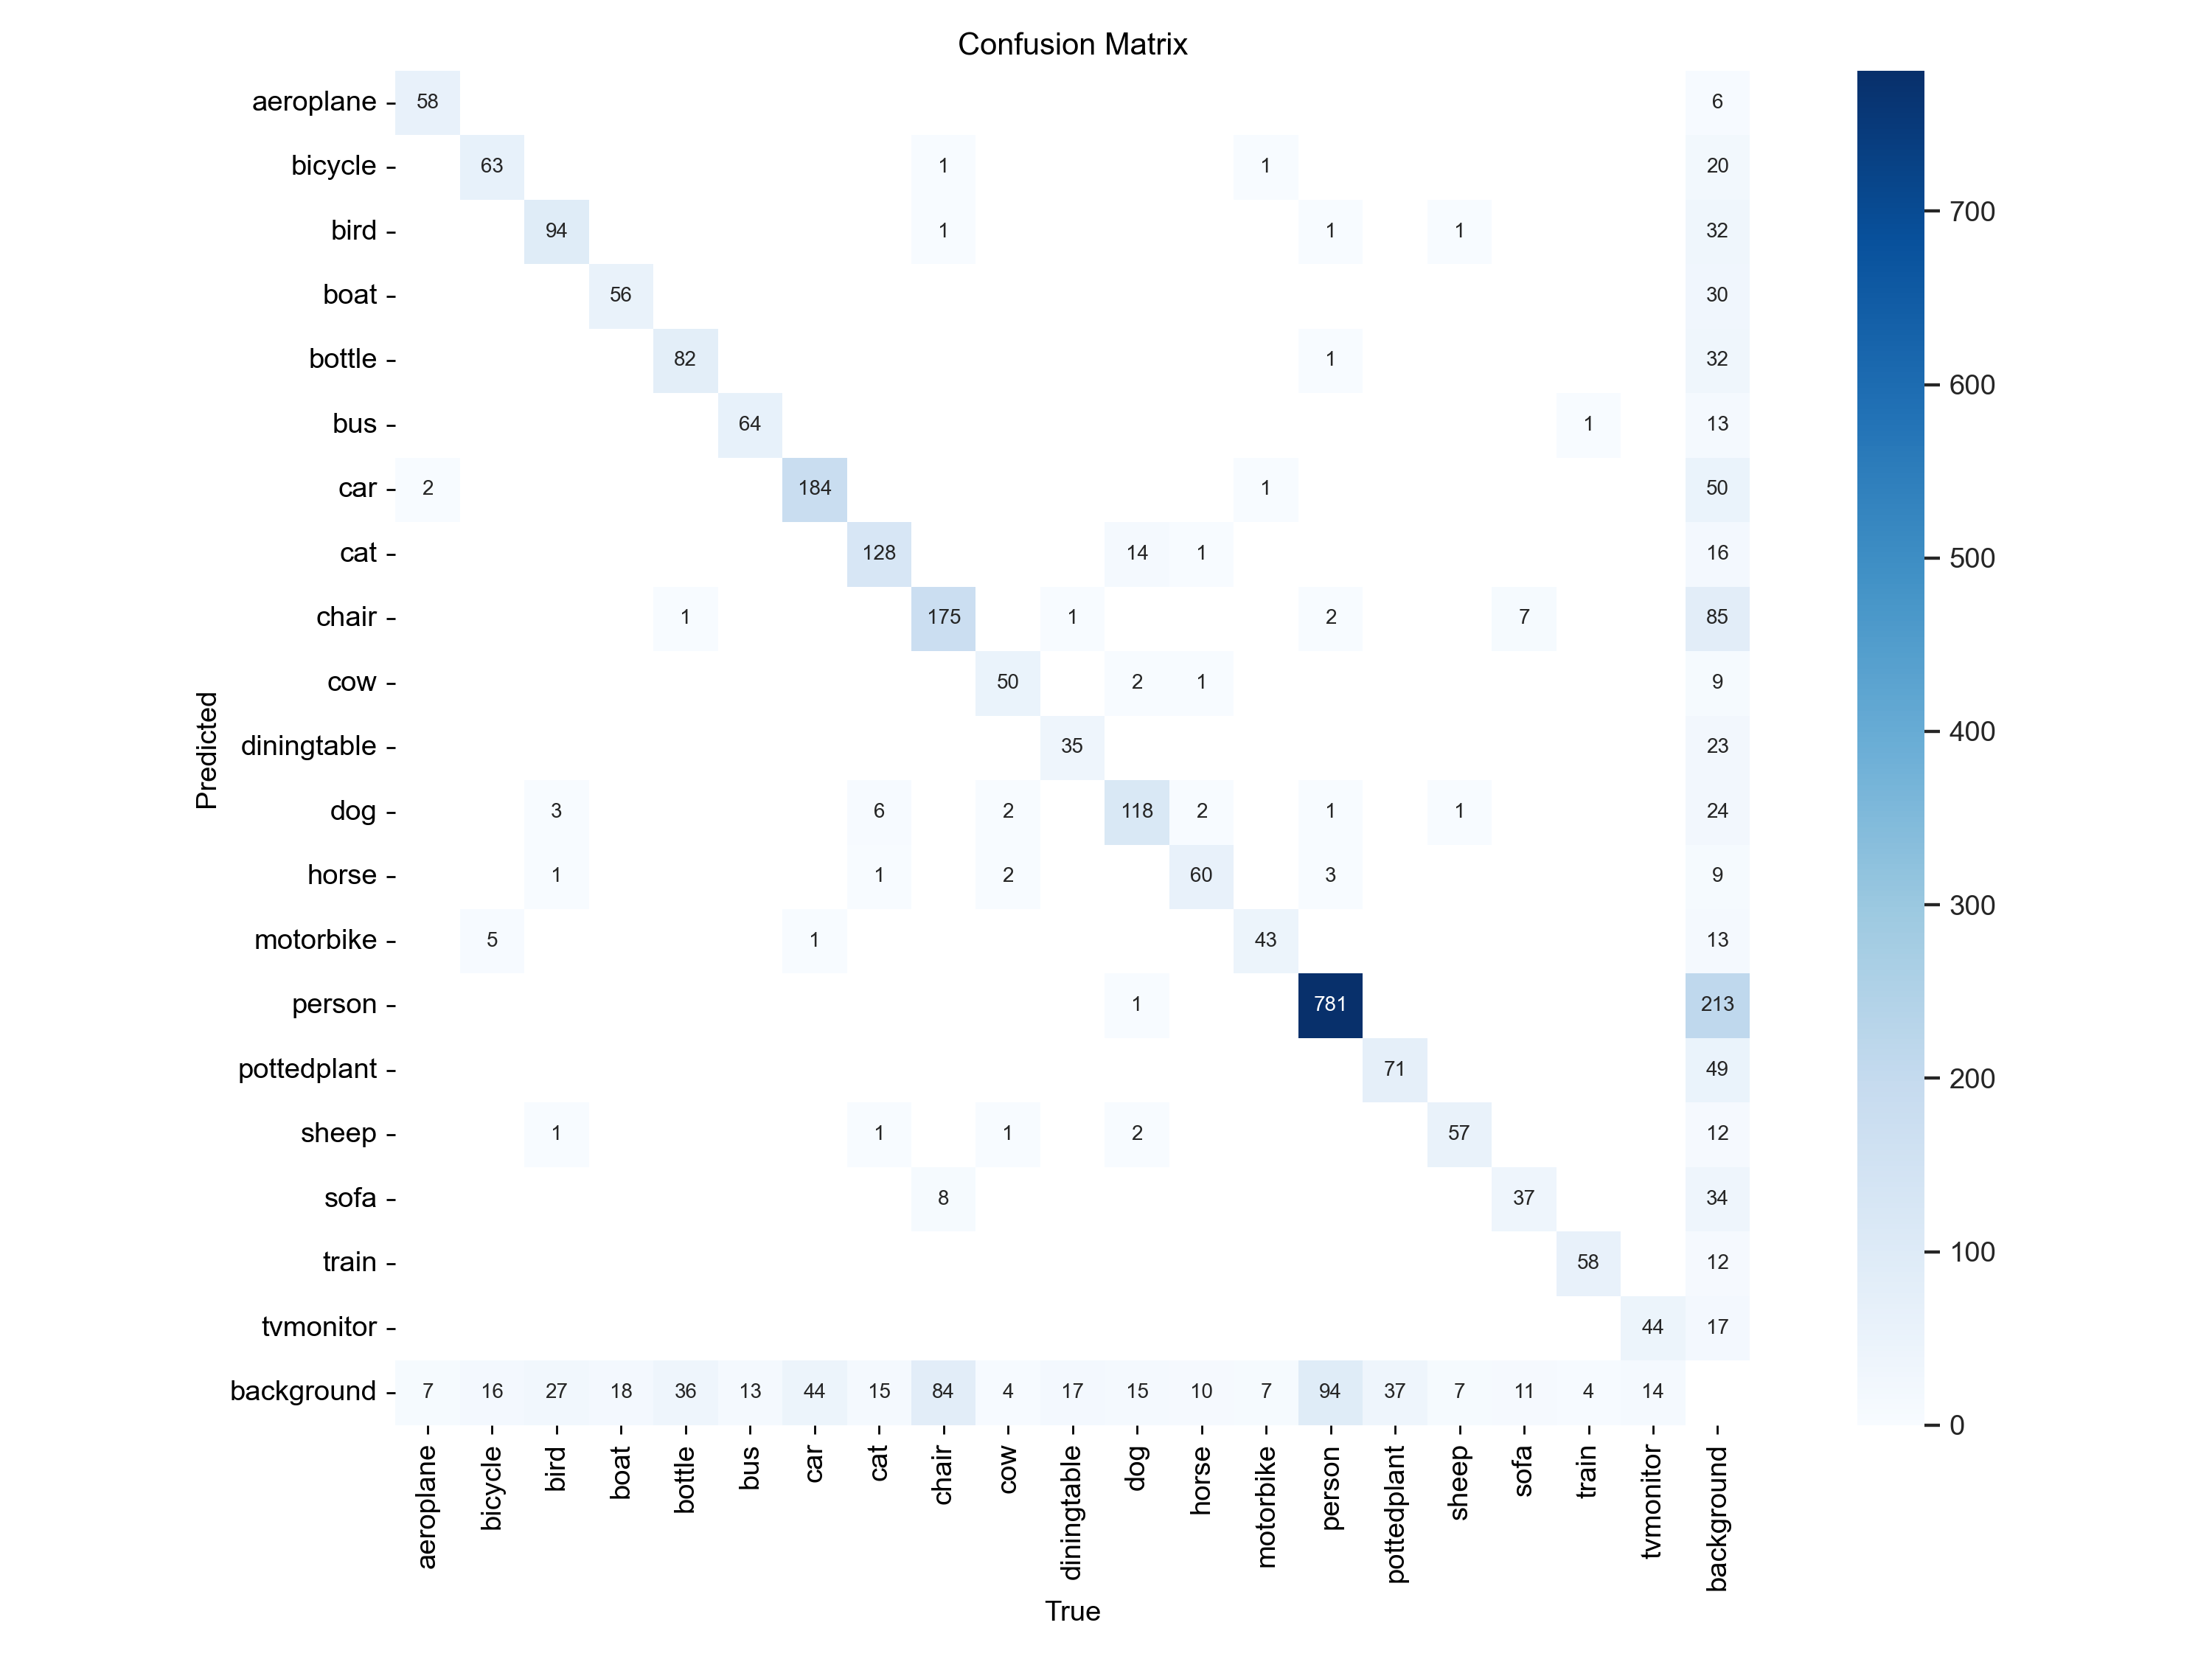 Confusion Matrix
aeroplane 58 6
bicycle 63 1 1 20
bird 94 1 1 1 32
boat 56 30
bottle 82 1 32
bus 64 1 13
car 2 184 1 50
cat 128 14 1 16
chair 1 175 1 2 7 85
cow 50 2 1 9
diningtable 35 23
dog 3 6 2 118 2 1 1 24
horse 1 1 2 60 3 9
motorbike 5 1 43 13
person 1 781 213
pottedplant 71 49
sheep 1 1 1 2 57 12
sofa 8 37 34
train 58 12
tvmonitor 44 17
background 7 16 27 18 36 13 44 15 84 4 17 15 10 7 94 37 7 11 4 14
aeroplane bicycle bird boat bottle bus car cat chair cow diningtable dog horse motorbike person pottedplant sheep sofa train tvmonitor background
True
Predicted
700
600
500
400
300
200
100
0